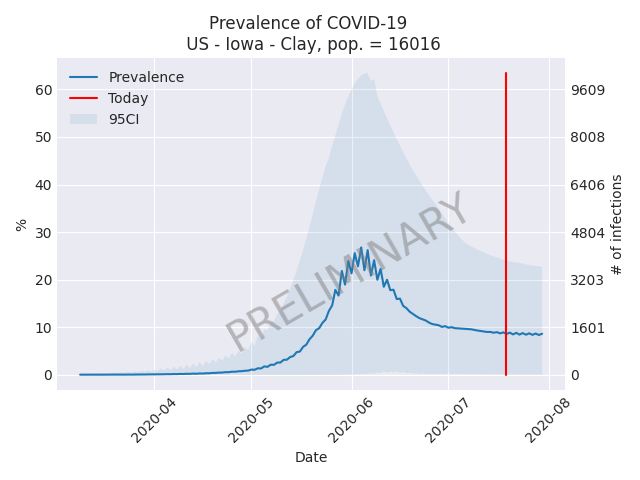 Prevalence of COVID-19
US - Iowa - Clay, pop. = 16016
Prevalence
Today
95CI
60
50
40
30
20
10
0
%
9609
8008
6406
4804
3203
1601
0
# of infections
PRELIMINARY
2020-04
2020-05
2020-06
2020-07
2020-08
Date